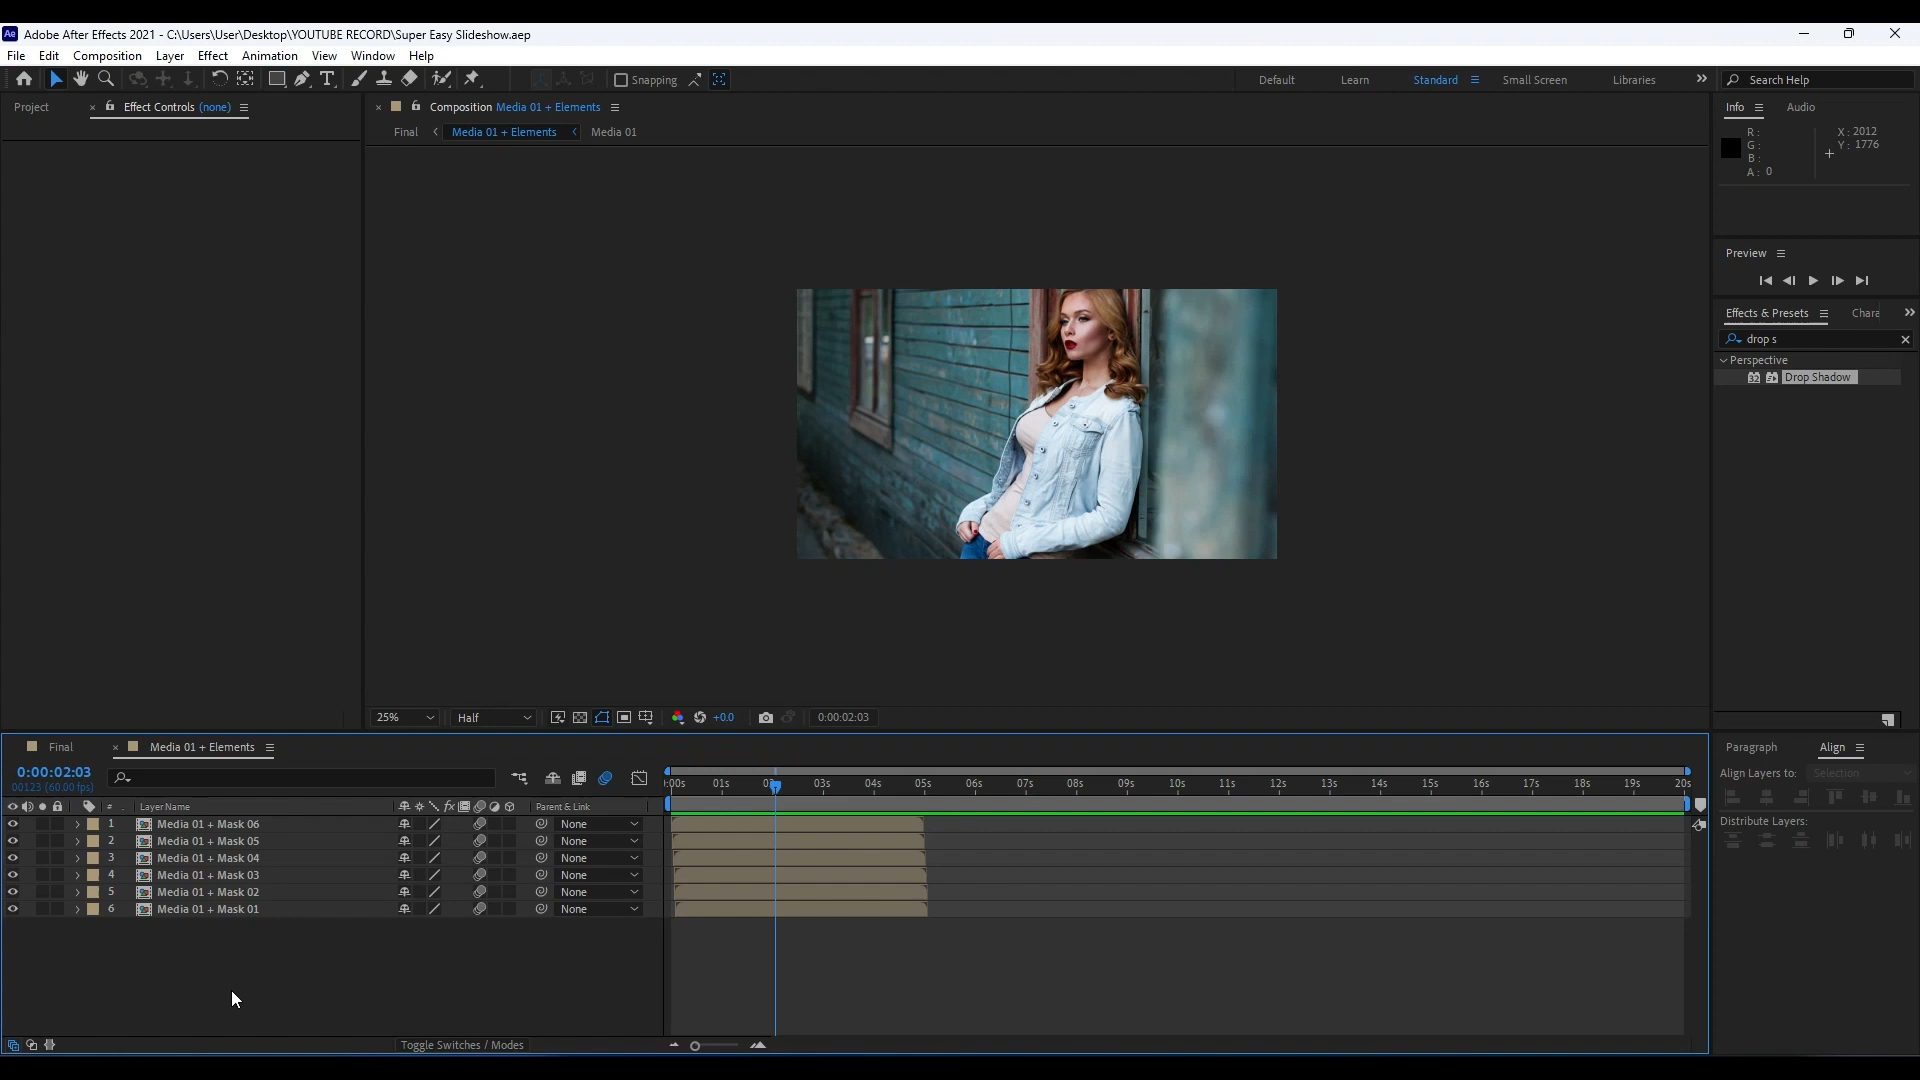 Ae Adobe After Effects 2021 - C:\Users\User\Desktop\YOUTUBE RECORD\Super Easy Slideshow.aep
File Edit Composition Layer Effect Animation View Window Help
Snapping Default Learn Standard Small Screen Libraries Search Help
Project × Effect Controls (none) × Composition Media 01 + Elements Info Audio
Final Media 01 + Elements Media 01
R: X: 2012
G: Y: 1776
B:
A: 0
Preview
Effects & Presets Chara
drop s
Perspective
32 Drop Shadow
25% Half +0.0 0:00:02:03
Final × Media 01 + Elements Paragraph Align
0:00:02:03
00123 (60.00 fps)
Align Layers to: Selection
:00s 01s 03s 04s 05s 06s 07s 08s 09s 10s 11s 12s 13s 14s 15s 16s 17s 18s 19s 20s
# Layer Name fx Parent & Link
Distribute Layers:
1 Media 01 + Mask 06 None
2 Media 01 + Mask 05 None
3 Media 01 + Mask 04 None
4 Media 01 + Mask 03 None
5 Media 01 + Mask 02 None
6 Media 01 + Mask 01 None
Toggle Switches / Modes